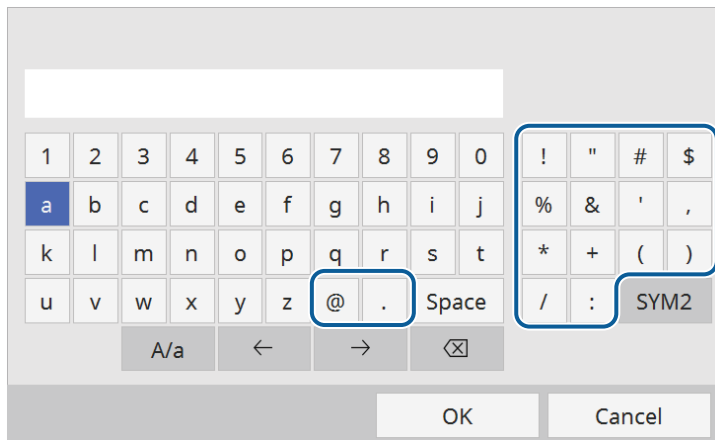 1 2 3 4 5 6 7 8 9 0 ! " # $
a b c d e f g h i j % & ' ,
k l m n o p q r s t * + ( )
u v w x y z @ . Space / : SYM2
A/a ← → ⌫
OK Cancel